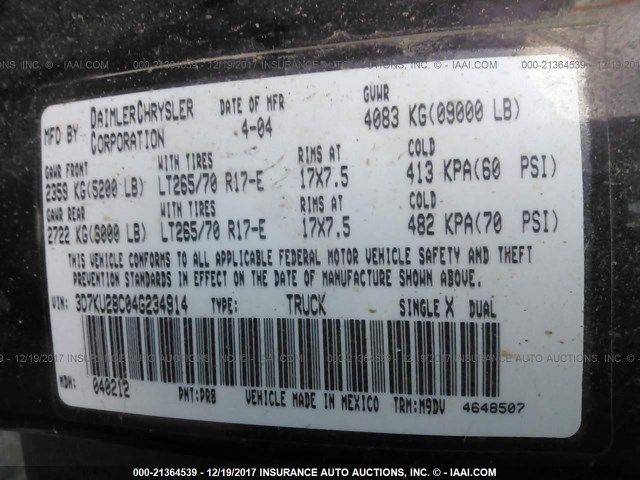 000-21364539 - 12/19/2017 INSURANCE AUTO AUCTIONS INC. - © IAAI.COM
MFD BY DAIMLERCHRYSLER CORPORATION
DATE OF MFR 4-04
GVWR 4083 KG(09000 LB)
GAWR FRONT WITH TIRES RIMS AT COLD
2359 KG(5200 LB) LT265/70 R17-E 17X7.5 413 KPA(60 PSI)
GAWR REAR WITH TIRES RIMS AT COLD
2722 KG(6000 LB) LT265/70 R17-E 17X7.5 482 KPA(70 PSI)
THIS VEHICLE CONFORMS TO ALL APPLICABLE FEDERAL MOTOR VEHICLE SAFETY AND THEFT
PREVENTION STANDARDS IN EFFECT ON THE DATE OF MANUFACTURE SHOWN ABOVE.
VIN: 3D7KU28C04G234914 TYPE: TRUCK SINGLE X DUAL
MDH: 040212 PNT:PR8 VEHICLE MADE IN MEXICO TRM:M9DV 4648507
000-21364539 - 12/19/2017 INSURANCE AUTO AUCTIONS INC. - © IAAI.COM